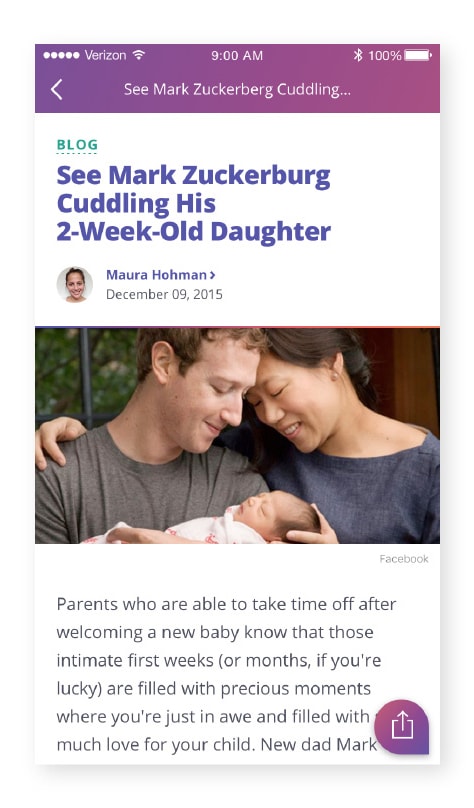 Verizon 9:00 AM 100%
See Mark Zuckerberg Cuddling...
BLOG
See Mark Zuckerburg
Cuddling His
2-Week-Old Daughter
Maura Hohman
December 09, 2015
Facebook
Parents who are able to take time off after
welcoming a new baby know that those
intimate first weeks (or months, if you're
lucky) are filled with precious moments
where you're just in awe and filled with
much love for your child. New dad Mark